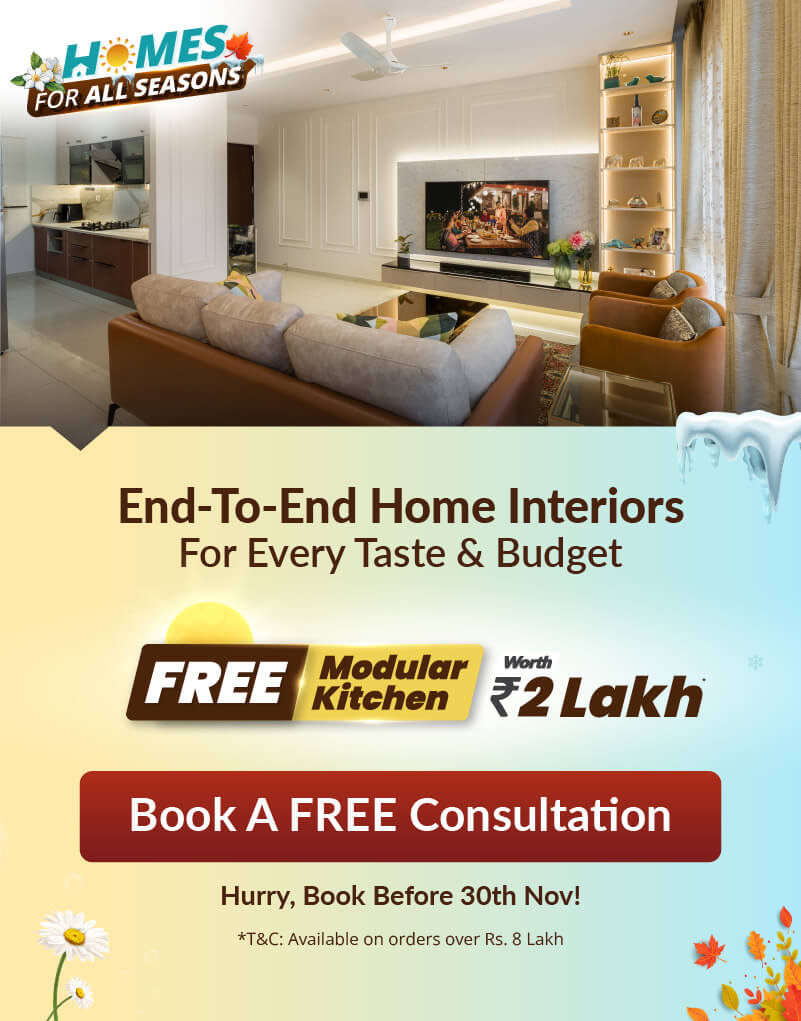 HOMES
FOR ALL SEASONS
End-To-End Home Interiors
For Every Taste & Budget
FREE Modular Kitchen Worth ₹2 Lakh*
Book A FREE Consultation
Hurry, Book Before 30th Nov!
*T&C: Available on orders over Rs. 8 Lakh